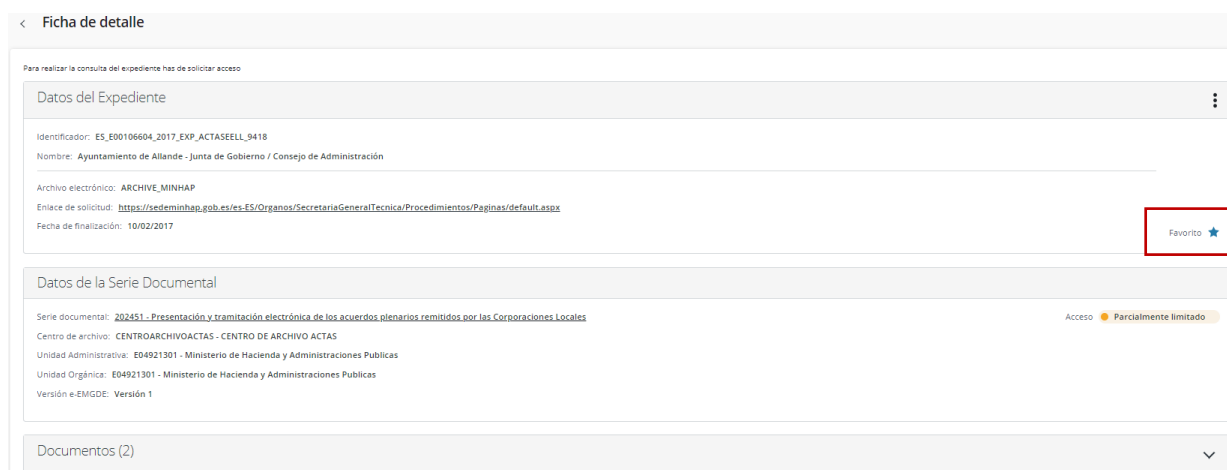 Ficha de detalle
Para realizar la consulta del expediente has de solicitar acceso
Datos del Expediente
Identificador: ES_E00106604_2017_EXP_ACTASEELL_9418
Nombre: Ayuntamiento de Allande - Junta de Gobierno / Consejo de Administración
Archivo electrónico: ARCHIVE_MINHAP
Enlace de solicitud: https://sedeminhap.gob.es/es-ES/Organos/SecretariaGeneralTecnica/Procedimientos/Paginas/default.aspx
Fecha de finalización: 10/02/2017
Favorito
Datos de la Serie Documental
Serie documental: 202451 - Presentación y tramitación electrónica de los acuerdos plenarios remitidos por las Corporaciones Locales
Acceso Parcialmente limitado
Centro de archivo: CENTROARCHIVOACTAS - CENTRO DE ARCHIVO ACTAS
Unidad Administrativa: E04921301 - Ministerio de Hacienda y Administraciones Publicas
Unidad Orgánica: E04921301 - Ministerio de Hacienda y Administraciones Publicas
Versión e-EMGDE: Versión 1
Documentos (2)